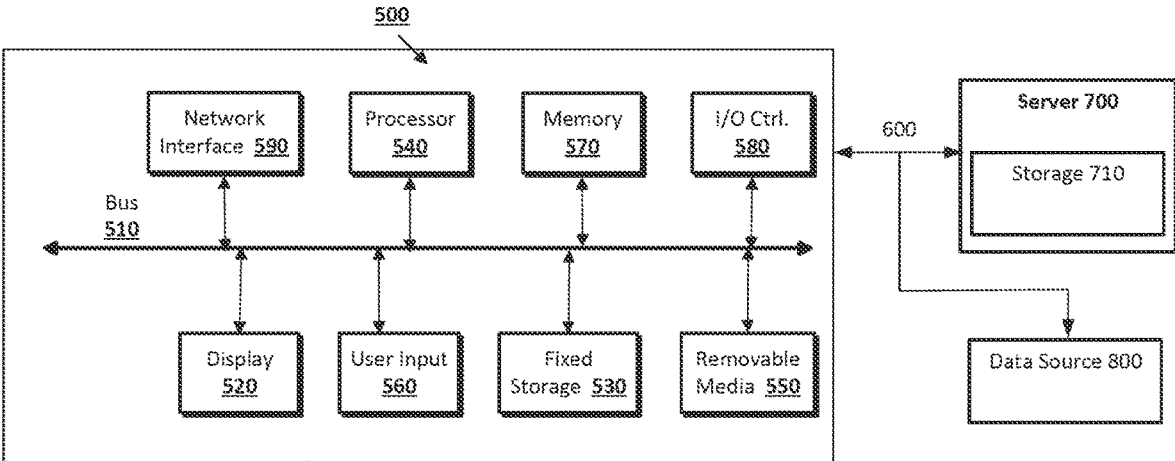 500
Network
Interface 590
Processor
540
Memory
570
I/O Ctrl.
580
600
Server 700
Storage 710
Bus
510
Display
520
User Input
560
Fixed
Storage 530
Removable
Media 550
Data Source 800